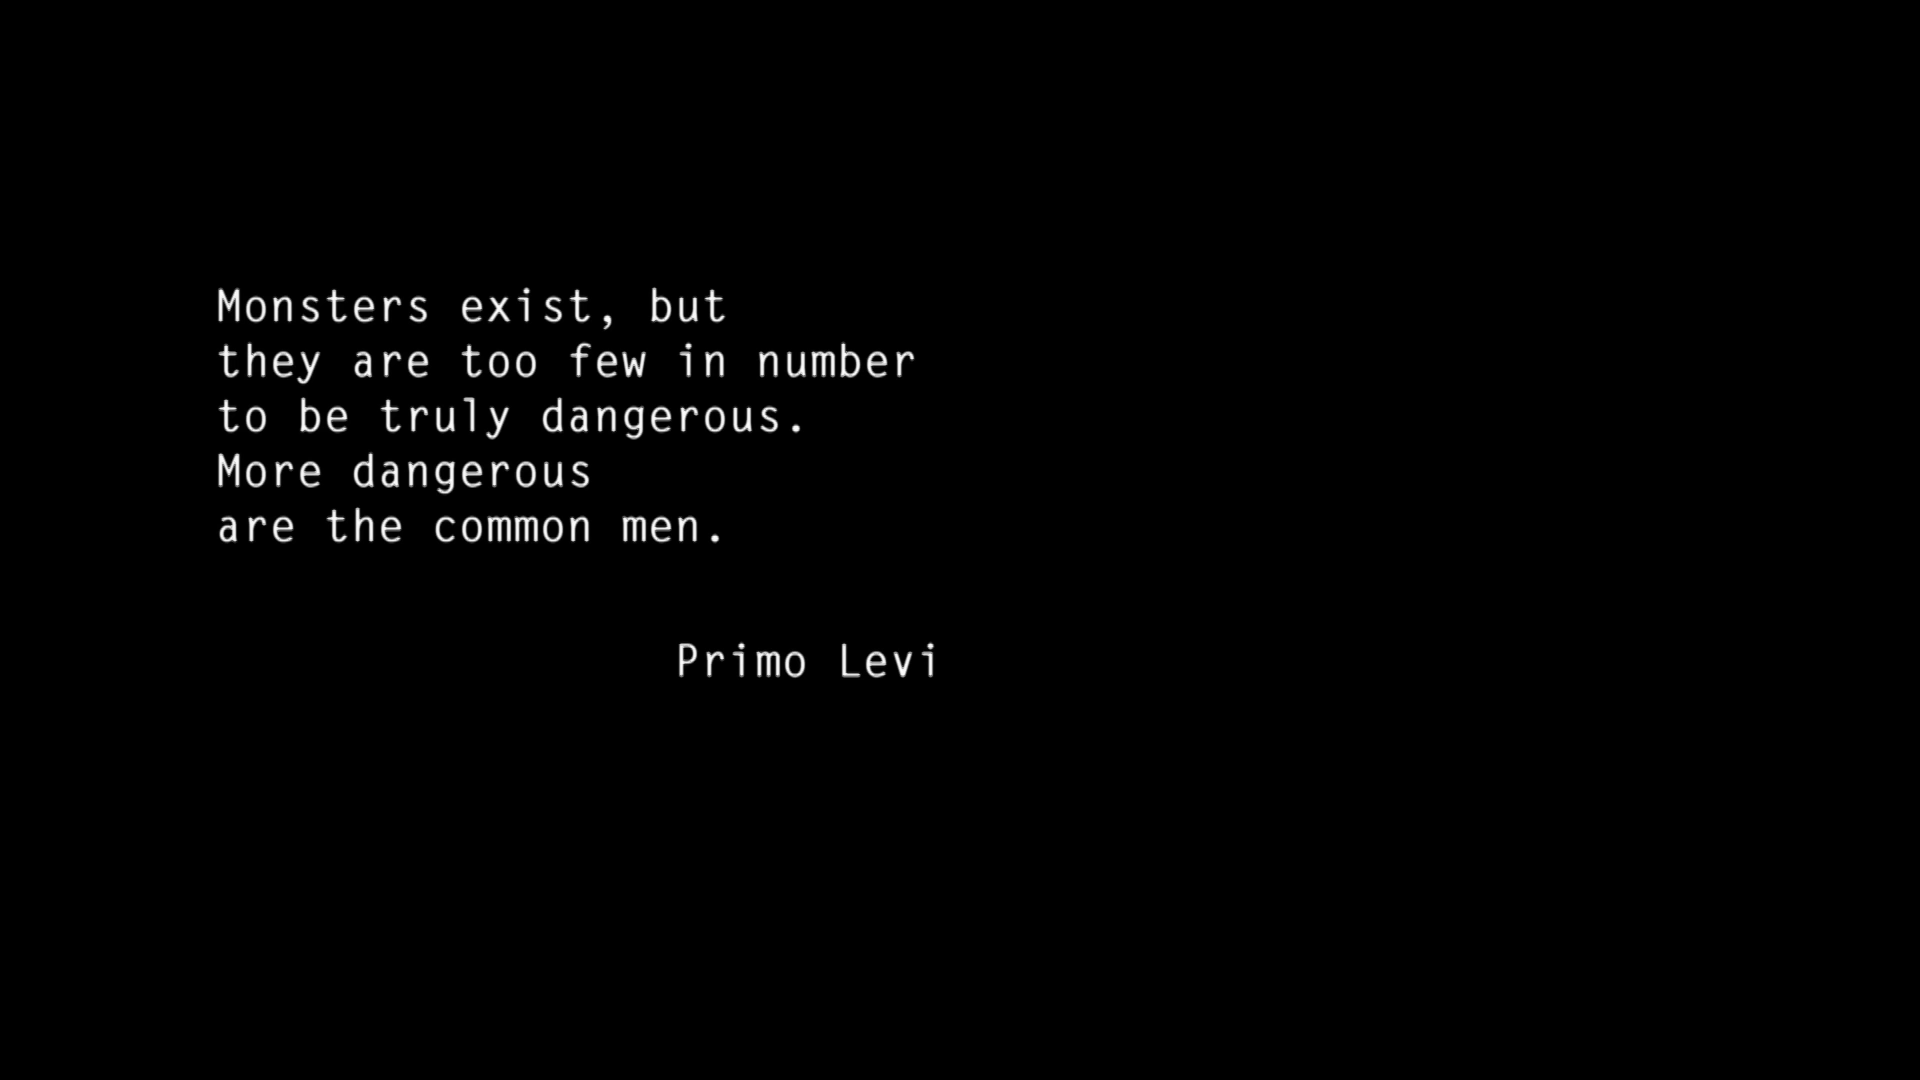 Monsters exist, but
they are too few in number
to be truly dangerous.
More dangerous
are the common men.
Primo Levi